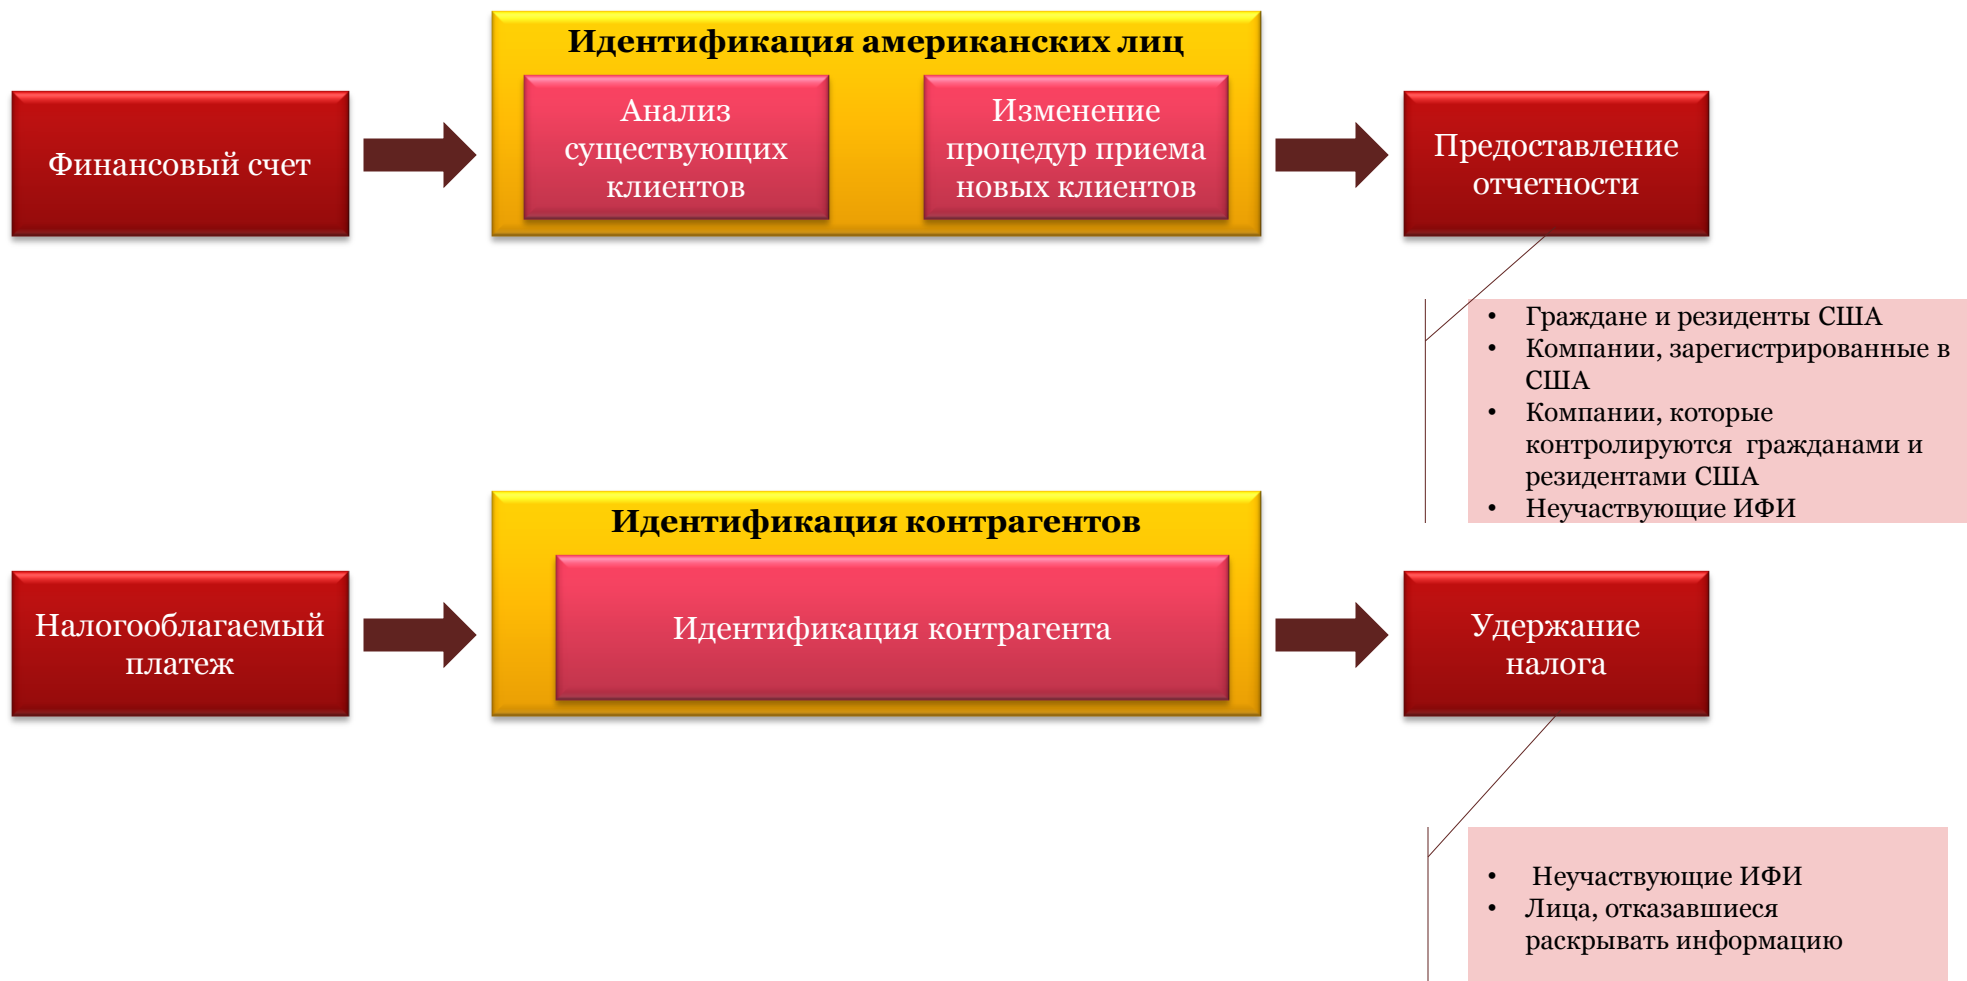 Идентификация американских лиц
Финансовый счет
Анализ
существующих
клиентов
Изменение
процедур приема
новых клиентов
Предоставление
отчетности
• Граждане и резиденты США
• Компании, зарегистрированные в
США
• Компании, которые
контролируются  гражданами и
резидентами США
• Неучаствующие ИФИ
Идентификация контрагентов
Налогооблагаемый
платеж
Идентификация контрагента
Удержание
налога
• Неучаствующие ИФИ
• Лица, отказавшиеся
раскрывать информацию